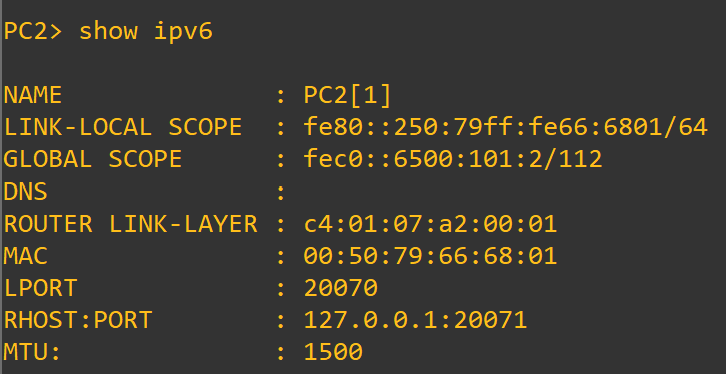 PC2> show ipv6
NAME : PC2[1]
LINK-LOCAL SCOPE : fe80::250:79ff:fe66:6801/64
GLOBAL SCOPE : fec0::6500:101:2/112
DNS :
ROUTER LINK-LAYER : c4:01:07:a2:00:01
MAC : 00:50:79:66:68:01
LPORT : 20070
RHOST:PORT : 127.0.0.1:20071
MTU: : 1500